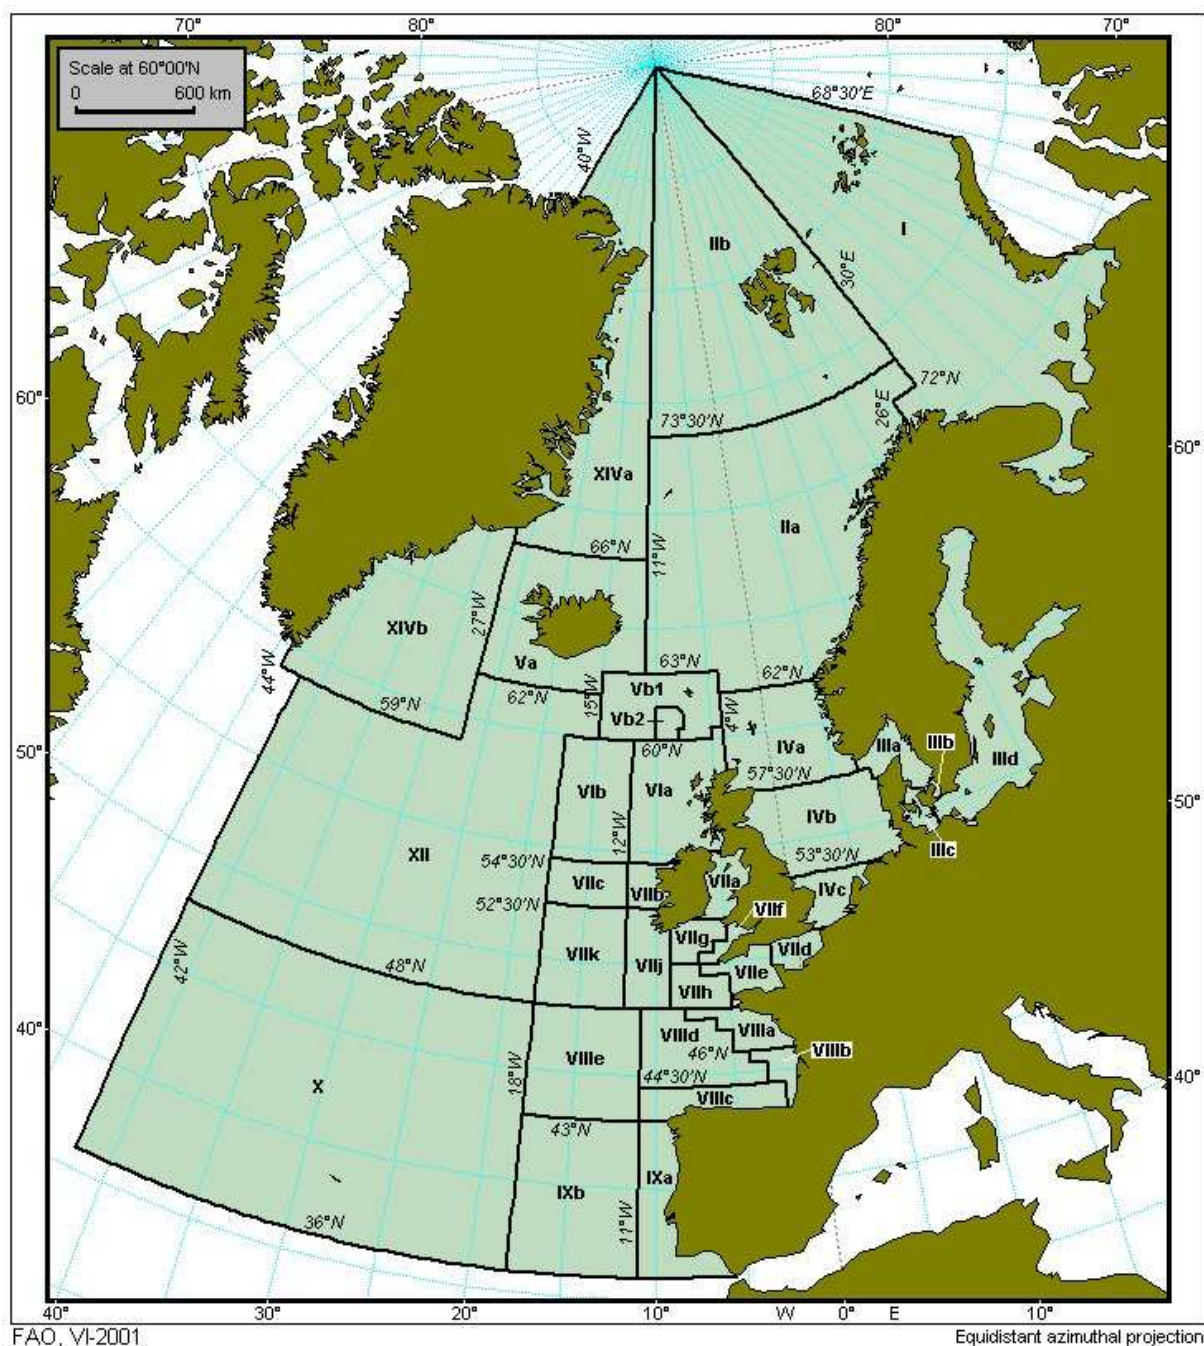 70° 80° 80° 70°
Scale at 60°00'N
0 600 km
68°30'E
40°W
I
IIb
30°E
60°
72°N
26°E
73°30'N
60°
XIVa
IIa
66°N
11°W
27°W
XIVb
Va
63°N
62°N
44°W
Vb1
15°W
62°N
59°N
Vb2
4°W
IIIa
IIIb
50°
60°N
IVa
IIId
57°30'N
VIb
VIa
50°
IVb
12°W
IIIc
XII
54°30'N
53°30'N
VIIc
VIIa
VIIb
IVc
52°30'N
VIIf
VIIg
VIId
42°W
VIIk
VIIj
48°N
VIIe
VIIh
40°
VIIId
VIIIa
VIIIe
46°N
VIIIb
18°W
44°30'N
40°
X
VIIIc
43°N
IXb
IXa
36°N
11°W
40° 30° 20° 10° W 0° E 10°
FAO, VI-2001
Equidistant azimuthal projection